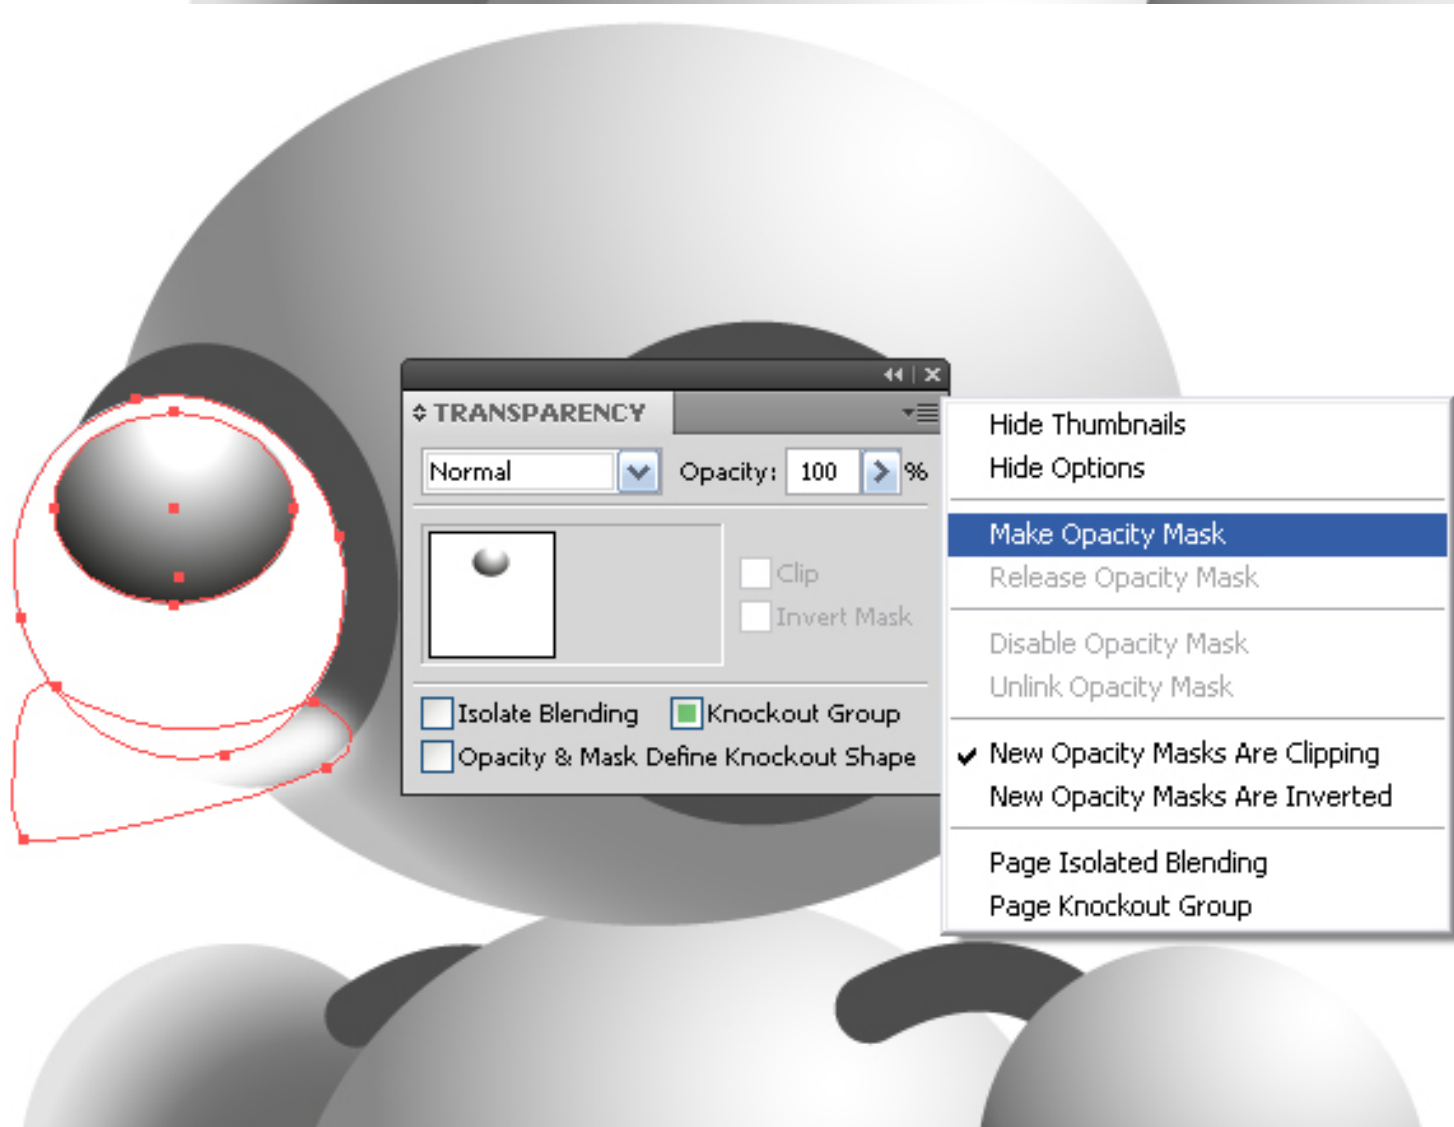 TRANSPARENCY
Normal Opacity: 100 %
Clip
Invert Mask
Isolate Blending Knockout Group
Opacity & Mask Define Knockout Shape
Hide Thumbnails
Hide Options
Make Opacity Mask
Release Opacity Mask
Disable Opacity Mask
Unlink Opacity Mask
New Opacity Masks Are Clipping
New Opacity Masks Are Inverted
Page Isolated Blending
Page Knockout Group